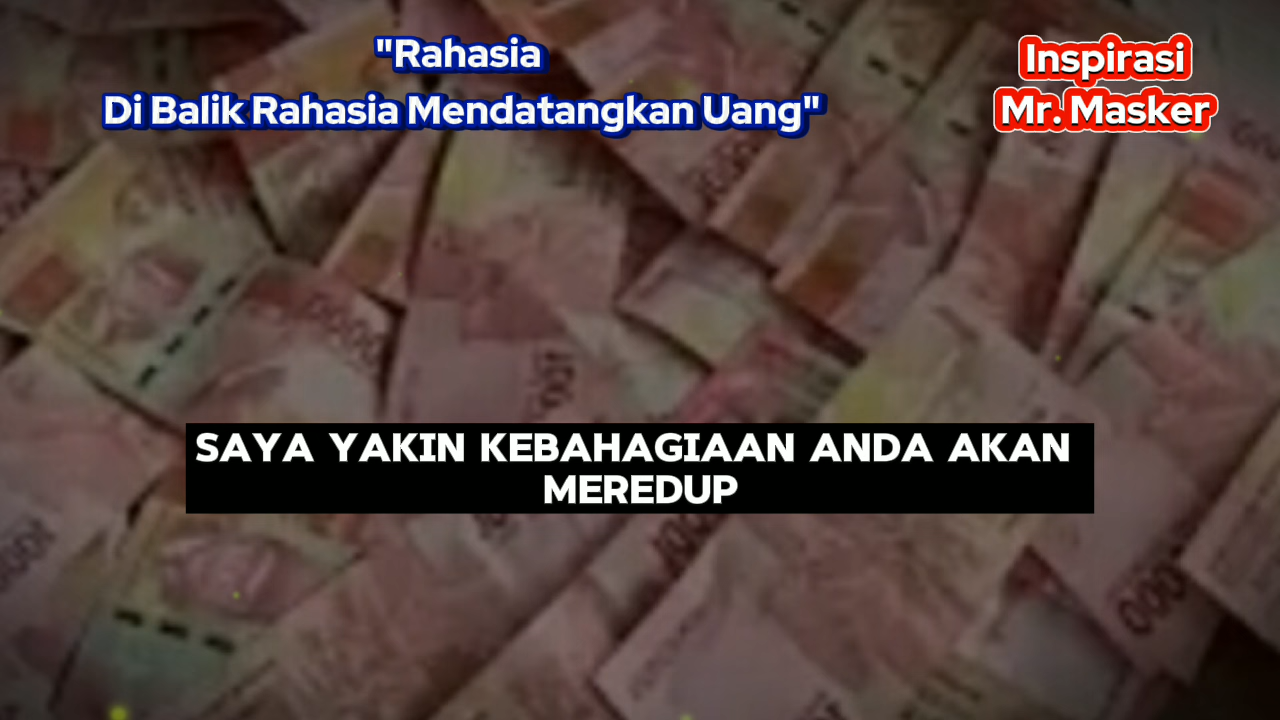 "Rahasia
Di Balik Rahasia Mendatangkan Uang"
Inspirasi
Mr. Masker
SAYA YAKIN KEBAHAGIAAN ANDA AKAN
MEREDUP